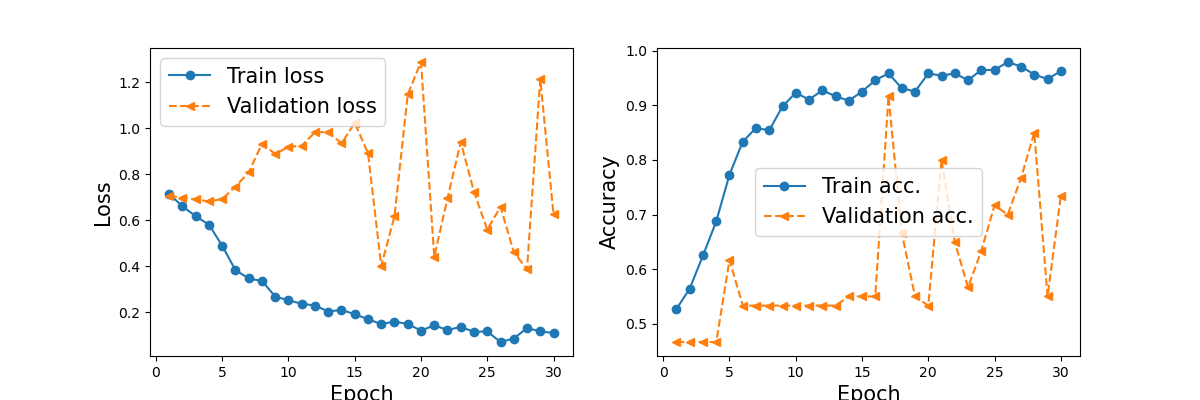 Train loss
Validation loss
Loss
1.2
1.0
0.8
0.6
0.4
0.2
0 5 10 15 20 25 30
Epoch
Train acc.
Validation acc.
Accuracy
1.0
0.9
0.8
0.7
0.6
0.5
0 5 10 15 20 25 30
Epoch